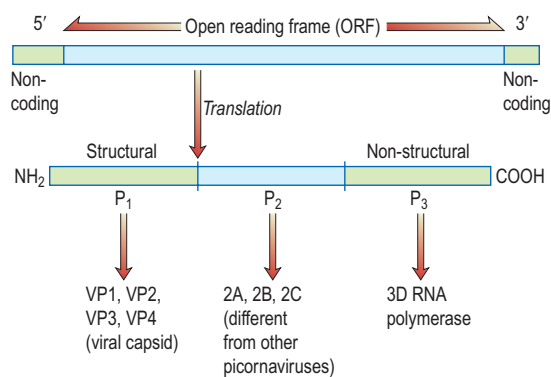 5′ Open reading frame (ORF) 3′
Non-
coding
Non-
coding
Translation
Structural Non-structural
NH2 COOH
P1 P2 P3
VP1, VP2,
VP3, VP4
(viral capsid)
2A, 2B, 2C
(different
from other
picornaviruses)
3D RNA
polymerase